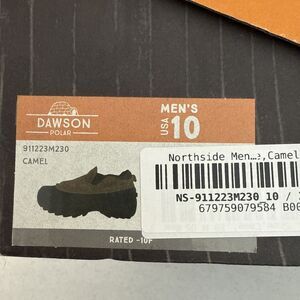 DAWSON
POLAR
MEN'S
USA 10
911223M230
CAMEL
RATED -10F
Northside Men…?,Camel
NS-911223M230 10 /
679759079584 B00